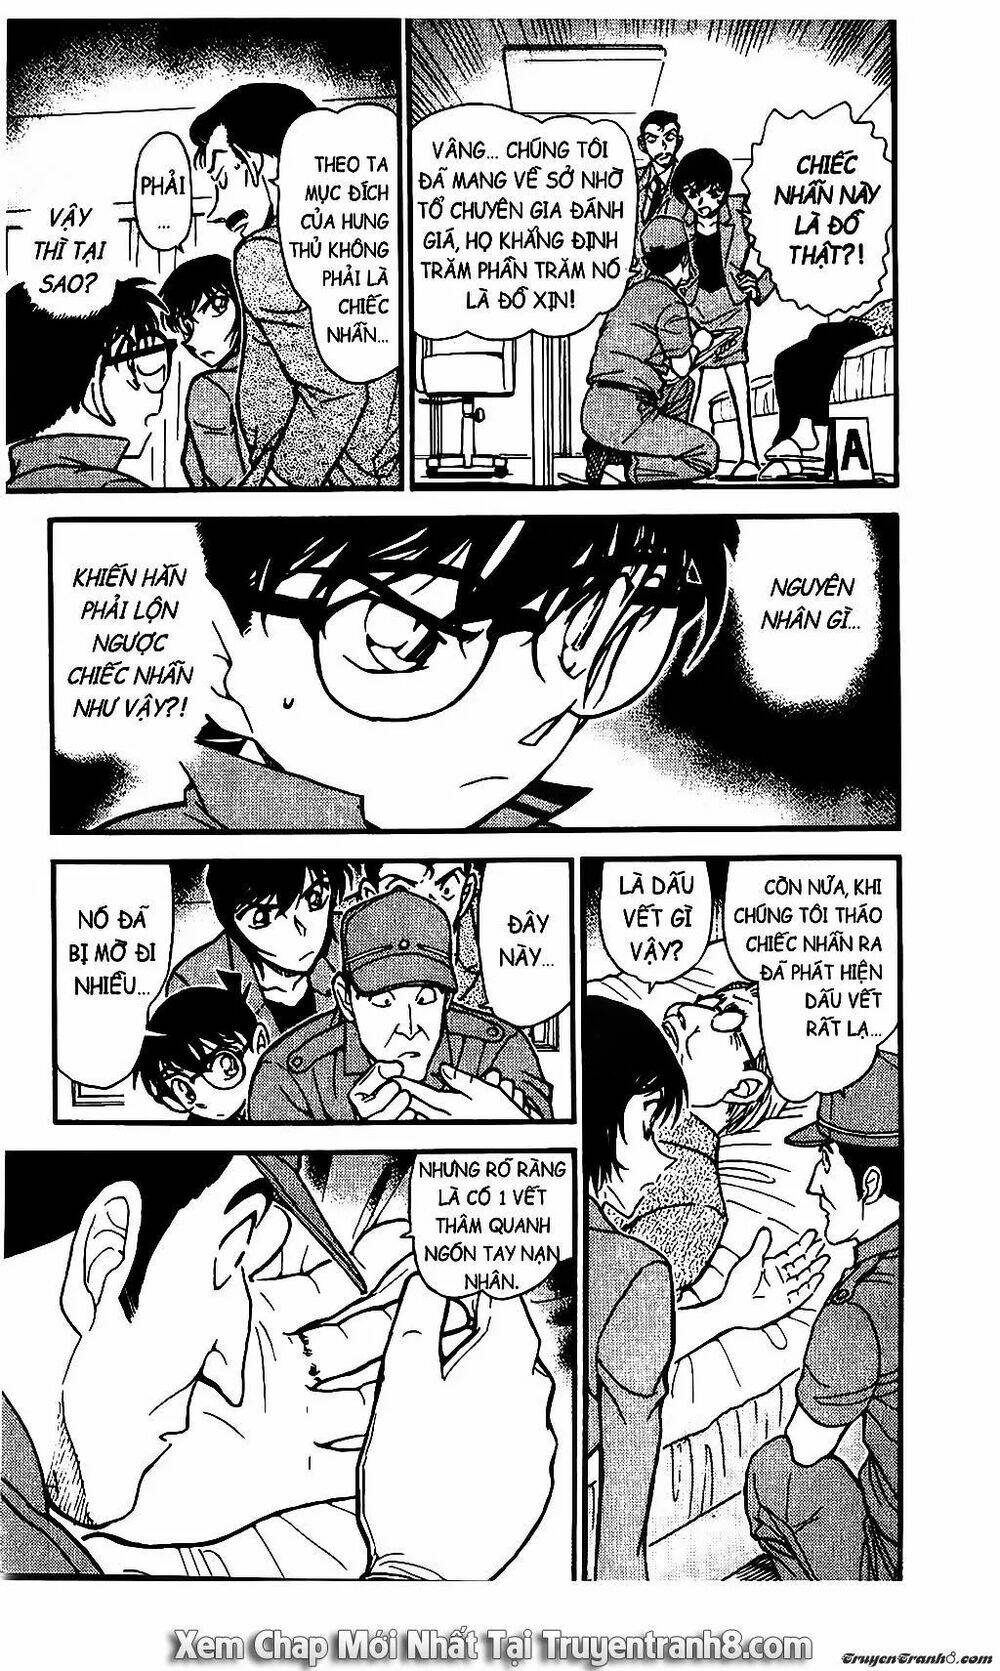 CHIẾC
NHẪN NÀY
LÀ ĐỒ
THẬT?!
VÂNG... CHÚNG TÔI
ĐÃ MANG VỀ SỞ NHỜ
TỔ CHUYÊN GIA ĐÁNH
GIÁ, HỌ KHẲNG ĐỊNH
TRĂM PHẦN TRĂM NÓ
LÀ ĐỒ XỊN!
A
THEO TA
MỤC ĐÍCH
CỦA HUNG
THỦ KHÔNG
PHẢI LÀ
CHIẾC
NHẪN...
PHẢI
...
VẬY
THÌ TẠI
SAO?
NGUYÊN
NHÂN GÌ...
KHIẾN HẮN
PHẢI LỘN
NGƯỢC
CHIẾC NHẪN
NHƯ VẬY?!
CÒN NỮA, KHI
CHÚNG TÔI THÁO
CHIẾC NHẪN RA
ĐÃ PHÁT HIỆN
DẤU VẾT
RẤT LẠ...
LÀ DẤU
VẾT GÌ
VẬY?
ĐÂY
NÀY...
NÓ ĐÃ
BỊ MỜ ĐI
NHIỀU...
NHƯNG RÕ RÀNG
LÀ CÓ 1 VẾT
THÂM QUANH
NGÓN TAY NẠN
NHÂN.
Xem Chap Mới Nhất Tại Truyentranh8.com
TruyenTranh8.com